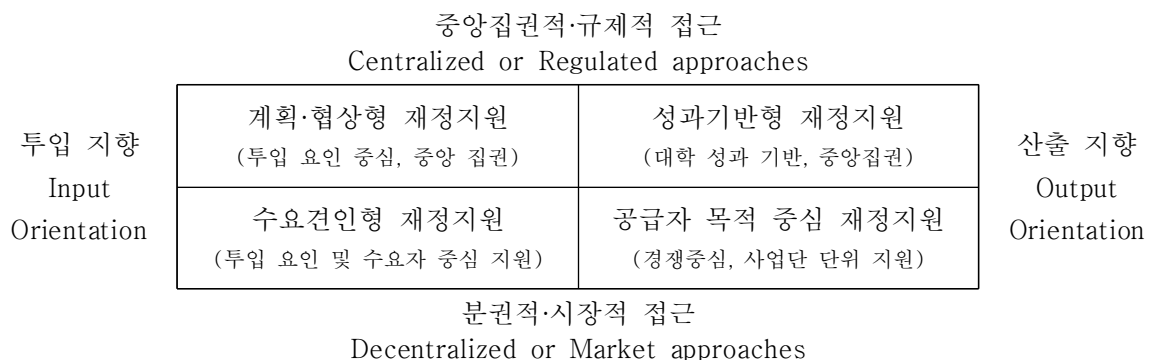 중앙집권적·규제적 접근
Centralized or Regulated approaches
투입 지향
Input
Orientation
계획·협상형 재정지원
(투입 요인 중심, 중앙 집권)
성과기반형 재정지원
(대학 성과 기반, 중앙집권)
수요견인형 재정지원
(투입 요인 및 수요자 중심 지원)
공급자 목적 중심 재정지원
(경쟁중심, 사업단 단위 지원)
산출 지향
Output
Orientation
분권적·시장적 접근
Decentralized or Market approaches